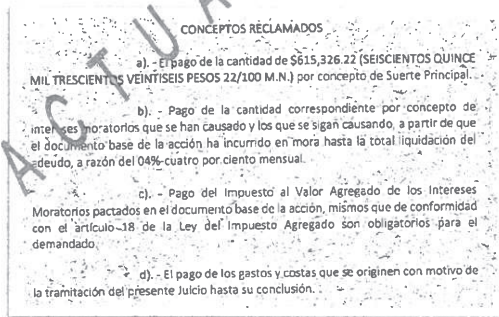 CONCEPTOS RECLAMADOS
a). - El pago de la cantidad de $615,326.22 (SEISCIENTOS QUINCE
MIL TRESCIENTOS VEINTISEIS PESOS 22/100 M.N.) por concepto de Suerte Principal.
b). - Pago de la cantidad correspondiente por concepto de
intereses moratorios que se han causado y los que se sigan causando, a partir de que
el documento base de la acción ha incurrido en mora hasta la total liquidación del
adeudo, a razón del 04% cuatro por ciento mensual.
c). - Pago del Impuesto al Valor Agregado de los Intereses
Moratorios pactados en el documento base de la acción, mismos que de conformidad
con el artículo 18 de la Ley del Impuesto Agregado son obligatorios para el
demandado.
d). - El pago de los gastos y costas que se originen con motivo de
la tramitación del presente Juicio hasta su conclusión.
ACTUA